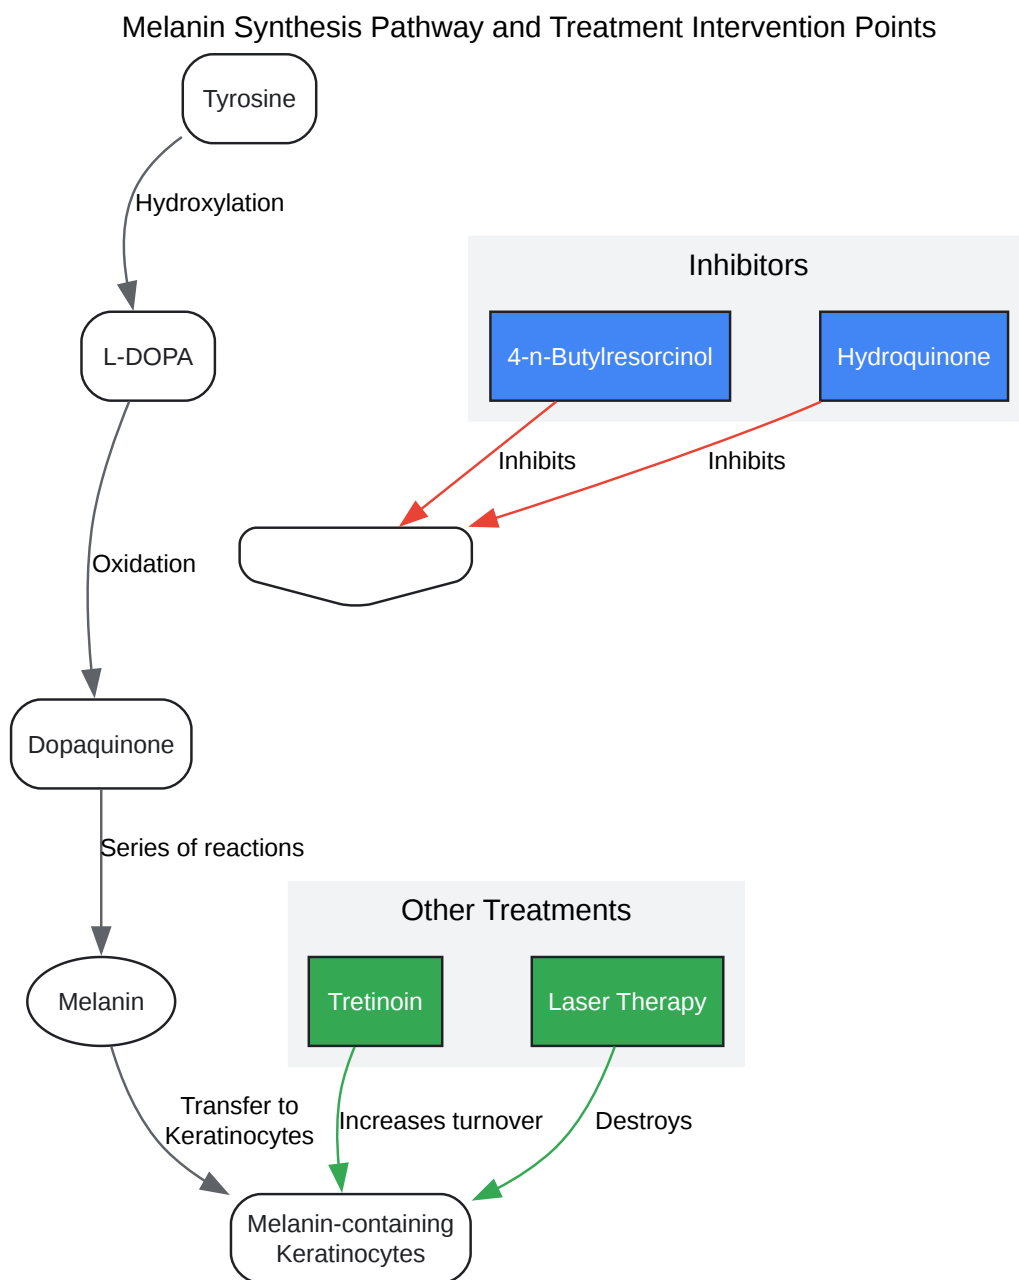 Melanin Synthesis Pathway and Treatment Intervention Points
Tyrosine
Hydroxylation
Inhibitors
L-DOPA
4-n-Butylresorcinol
Hydroquinone
Inhibits
Inhibits
Oxidation
Dopaquinone
Series of reactions
Other Treatments
Melanin
Tretinoin
Laser Therapy
Transfer to
Keratinocytes
Increases turnover
Destroys
Melanin-containing
Keratinocytes